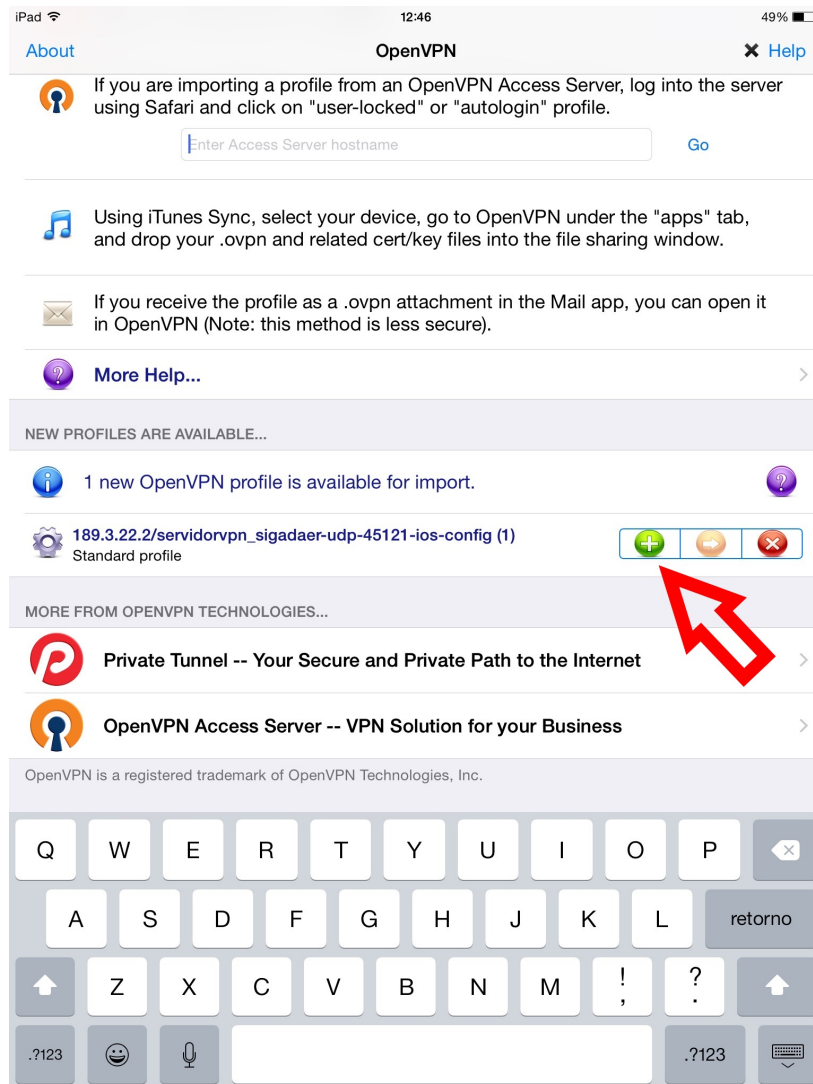 iPad 12:46 49%
About OpenVPN Help
If you are importing a profile from an OpenVPN Access Server, log into the server
using Safari and click on "user-locked" or "autologin" profile.
Enter Access Server hostname Go
Using iTunes Sync, select your device, go to OpenVPN under the "apps" tab,
and drop your .ovpn and related cert/key files into the file sharing window.
If you receive the profile as a .ovpn attachment in the Mail app, you can open it
in OpenVPN (Note: this method is less secure).
More Help...
NEW PROFILES ARE AVAILABLE...
1 new OpenVPN profile is available for import.
189.3.22.2/servidorvpn_sigadaer-udp-45121-ios-config (1)
Standard profile
MORE FROM OPENVPN TECHNOLOGIES...
Private Tunnel -- Your Secure and Private Path to the Internet
OpenVPN Access Server -- VPN Solution for your Business
OpenVPN is a registered trademark of OpenVPN Technologies, Inc.
Q W E R T Y U I O P
A S D F G H J K L retorno
Z X C V B N M ! , ? .
.?123 .?123